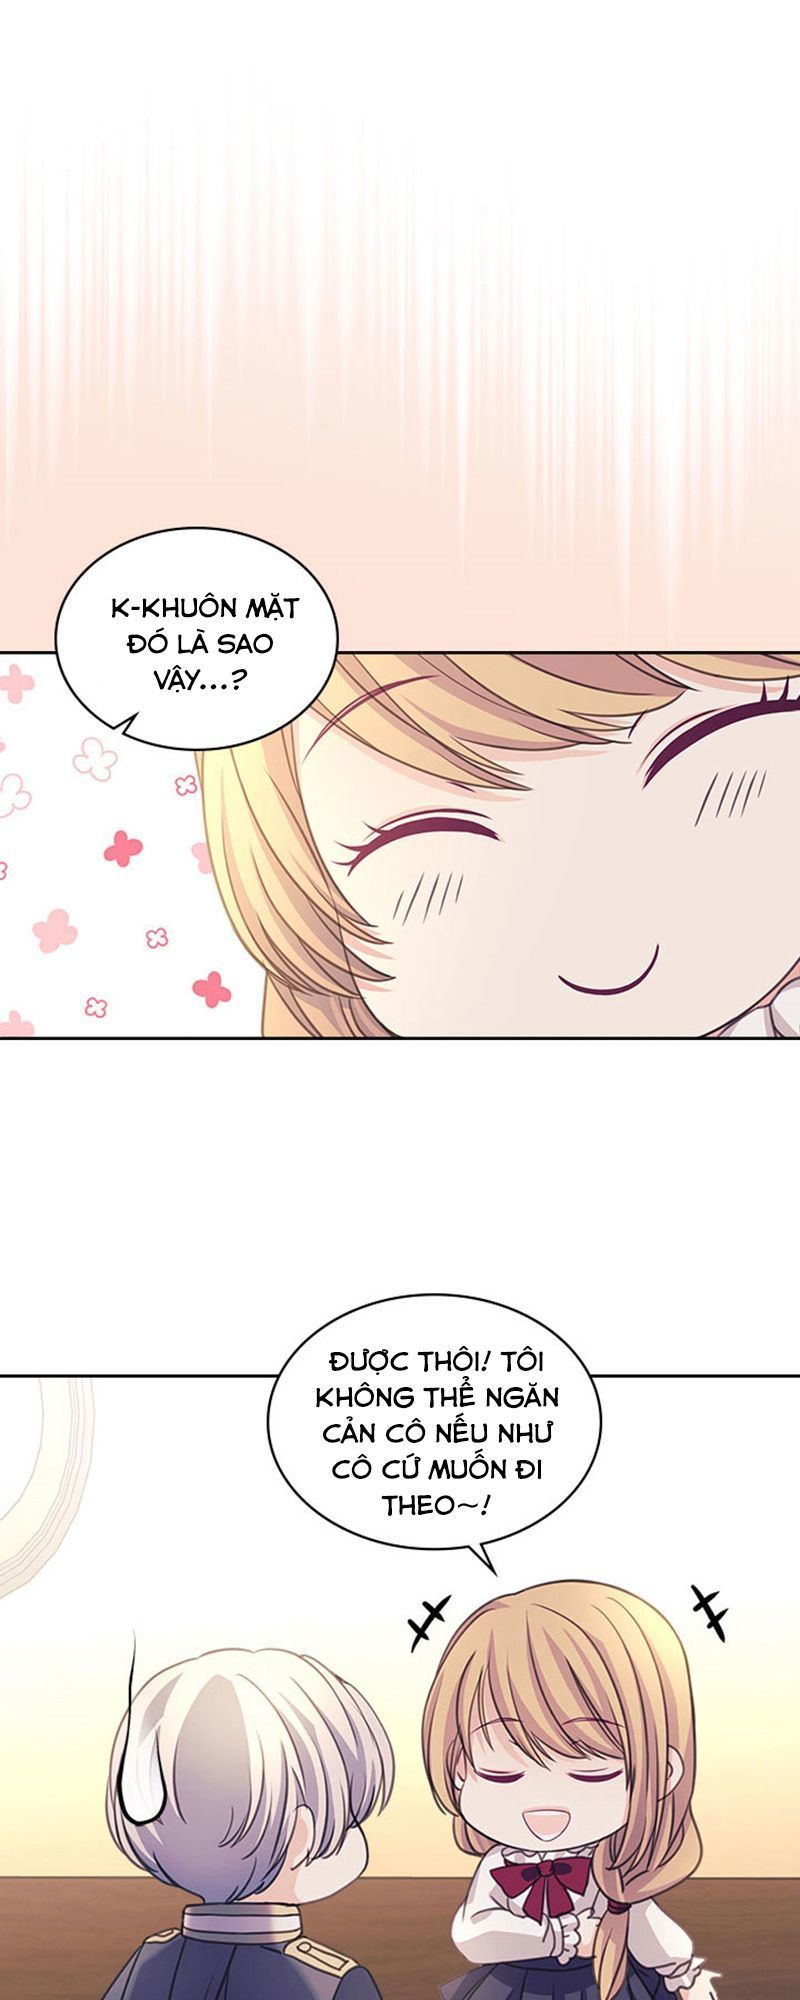 K-KHUÔN MẶT
ĐÓ LÀ SAO
VẬY...?
ĐƯỢC THÔI! TÔI
KHÔNG THỂ NGĂN
CẢN CÔ NẾU NHƯ
CÔ CỨ MUỐN ĐI
THEO~!